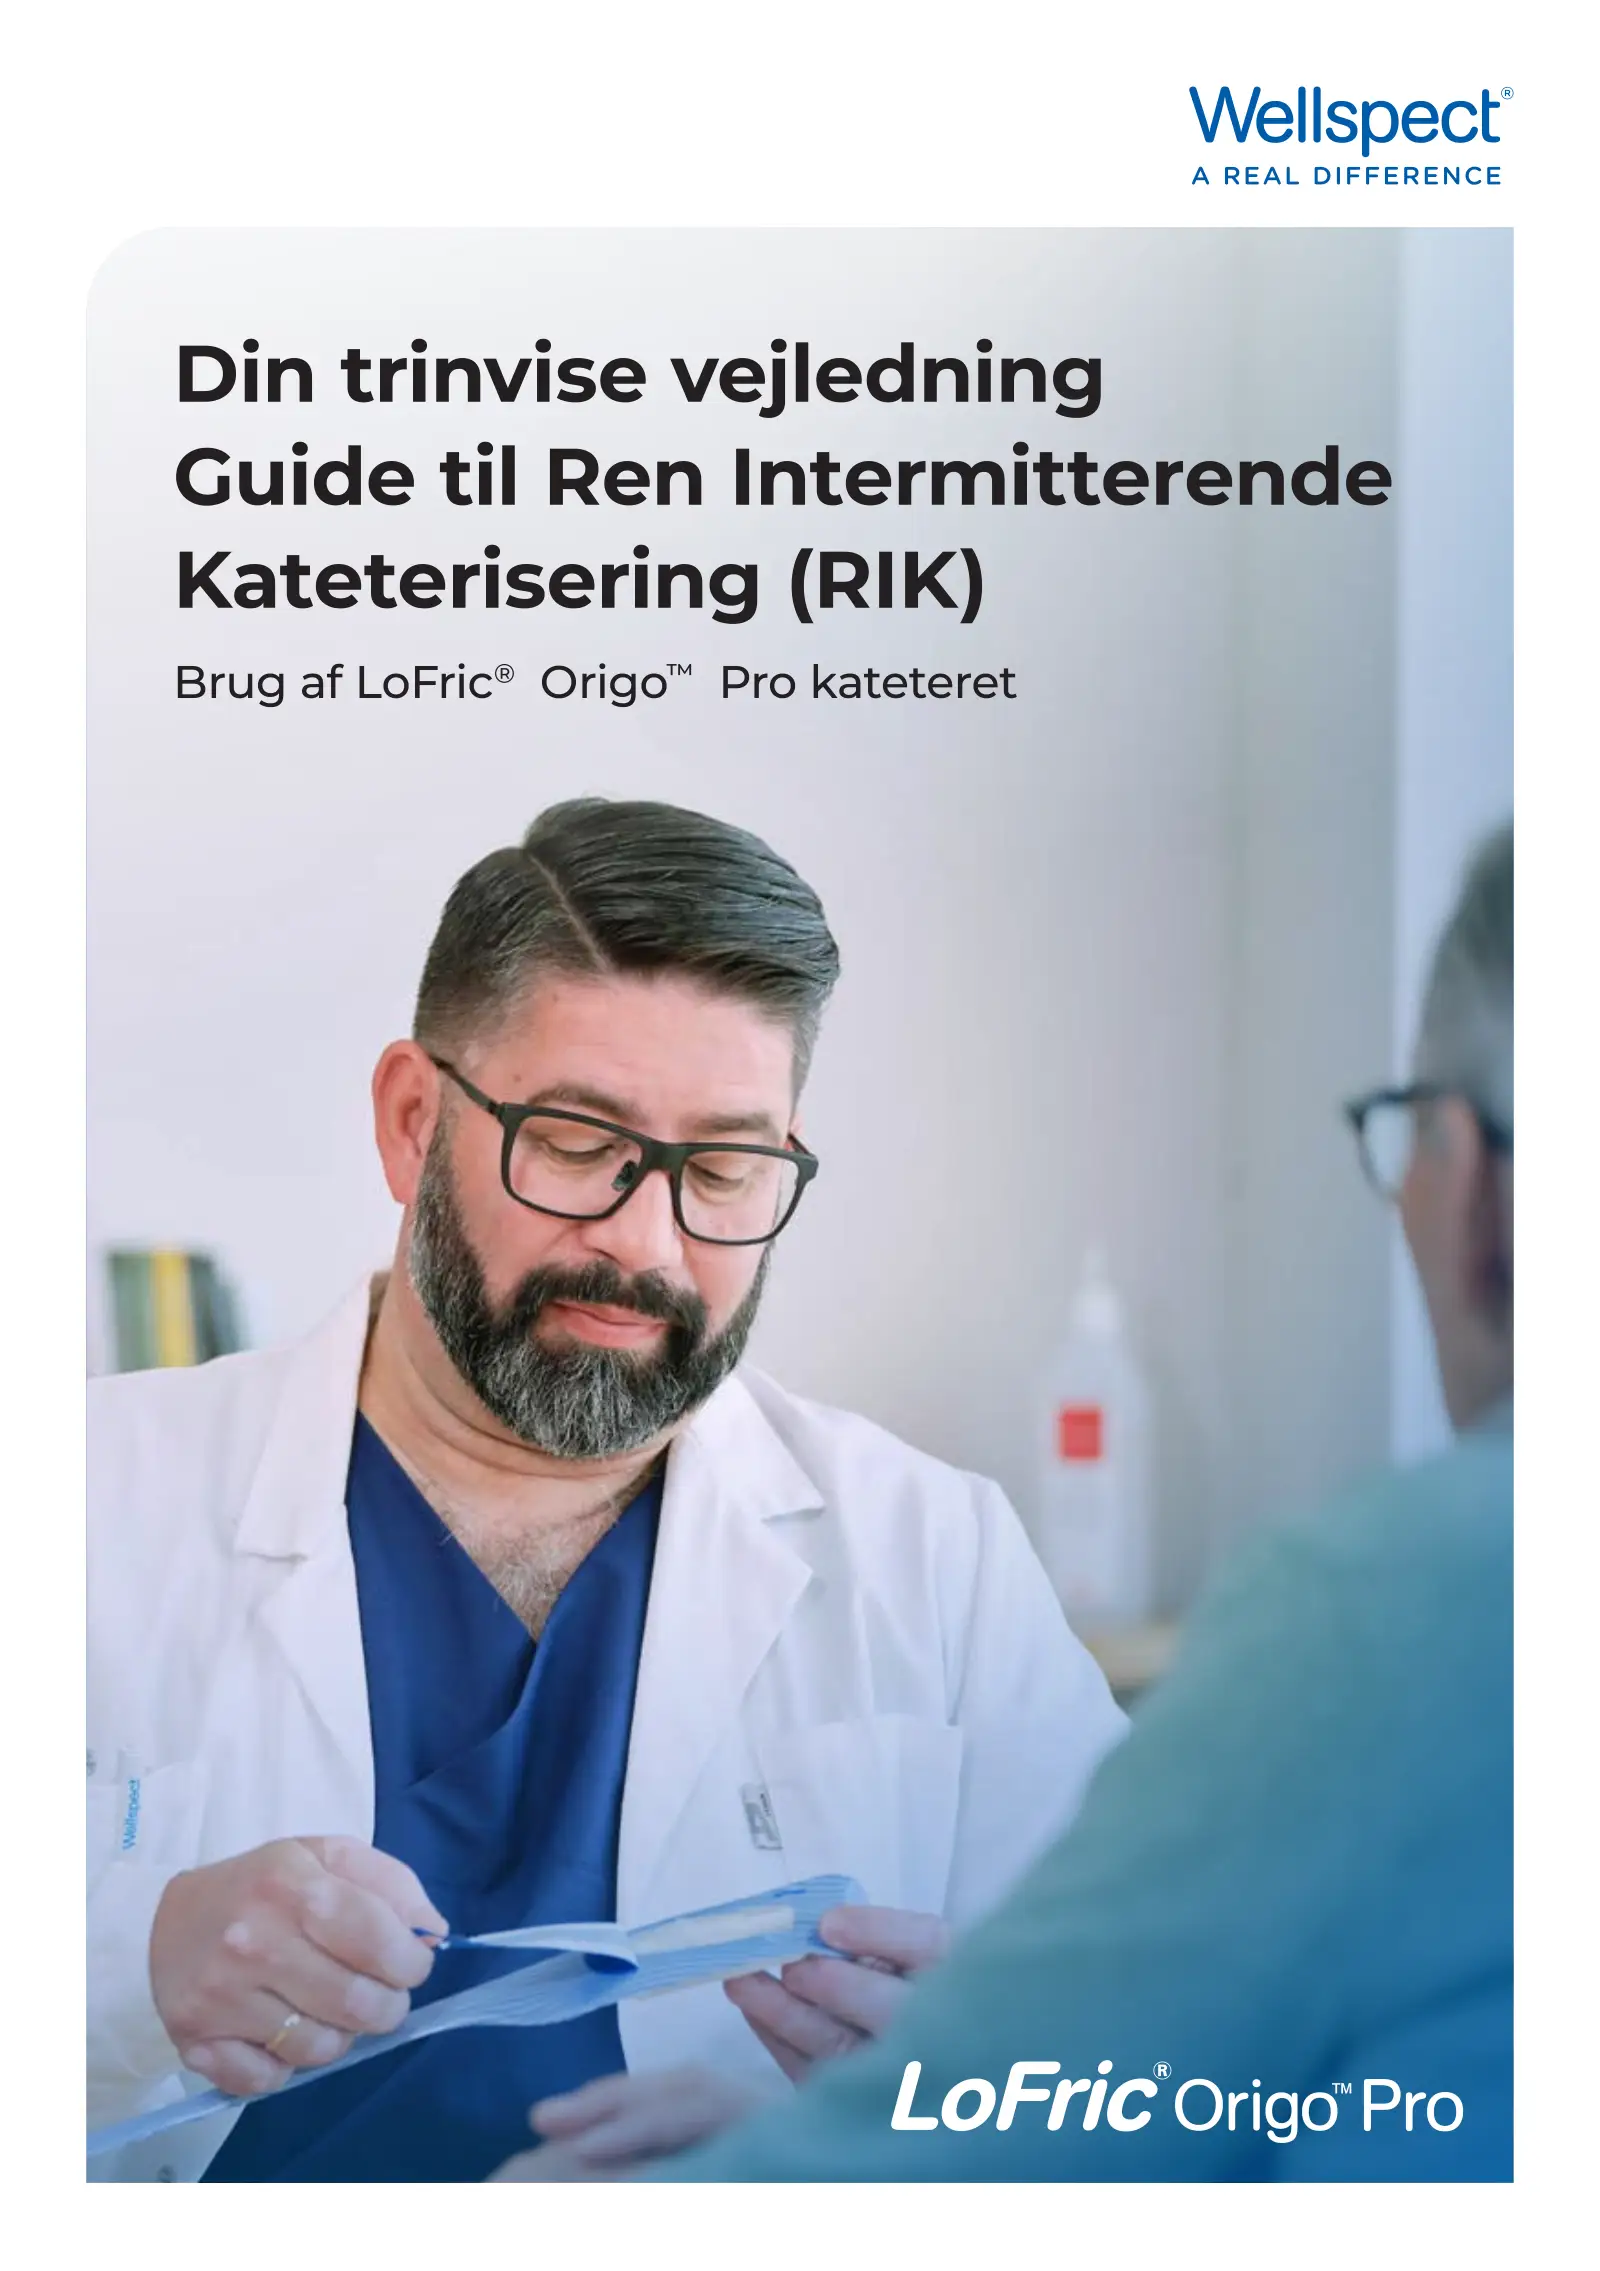 Wellspect®
A REAL DIFFERENCE
Din trinvise vejledning
Guide til Ren Intermitterende
Kateterisering (RIK)
Brug af LoFric® Origo™ Pro kateteret
Wellspect
LoFric® Origo™ Pro